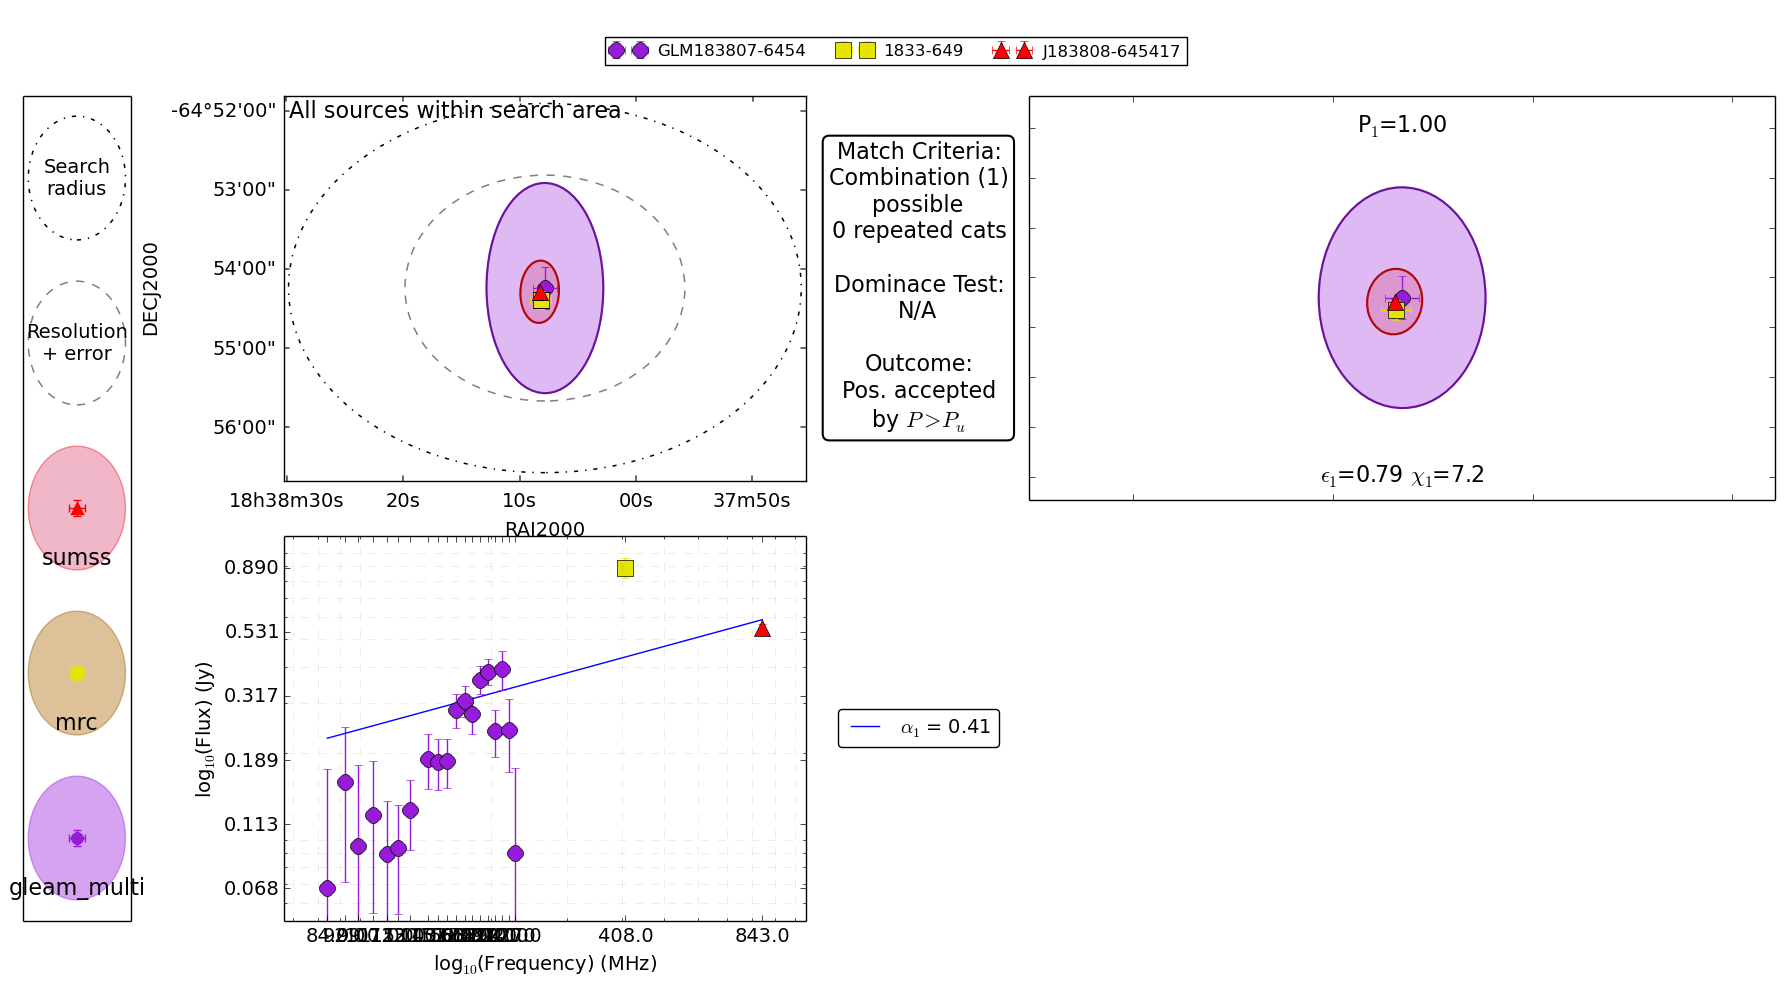 GLM183807-6454 1833-649 J183808-645417
Search
radius
Resolution
+ error
sumss
mrc
gleam_multi
All sources within search area
-64°52'00"
53'00"
54'00"
55'00"
56'00"
DECJ2000
18h38m30s 20s 10s 00s 37m50s
RAJ2000
Match Criteria:
Combination (1)
possible
0 repeated cats
Dominace Test:
N/A
Outcome:
Pos. accepted
by P>Pu
P1=1.00
ϵ1=0.79 χ1=7.2
0.890
0.531
0.317
0.189
0.113
0.068
log10(Flux) (Jy)
408.0 843.0
log10(Frequency) (MHz)
α1 = 0.41